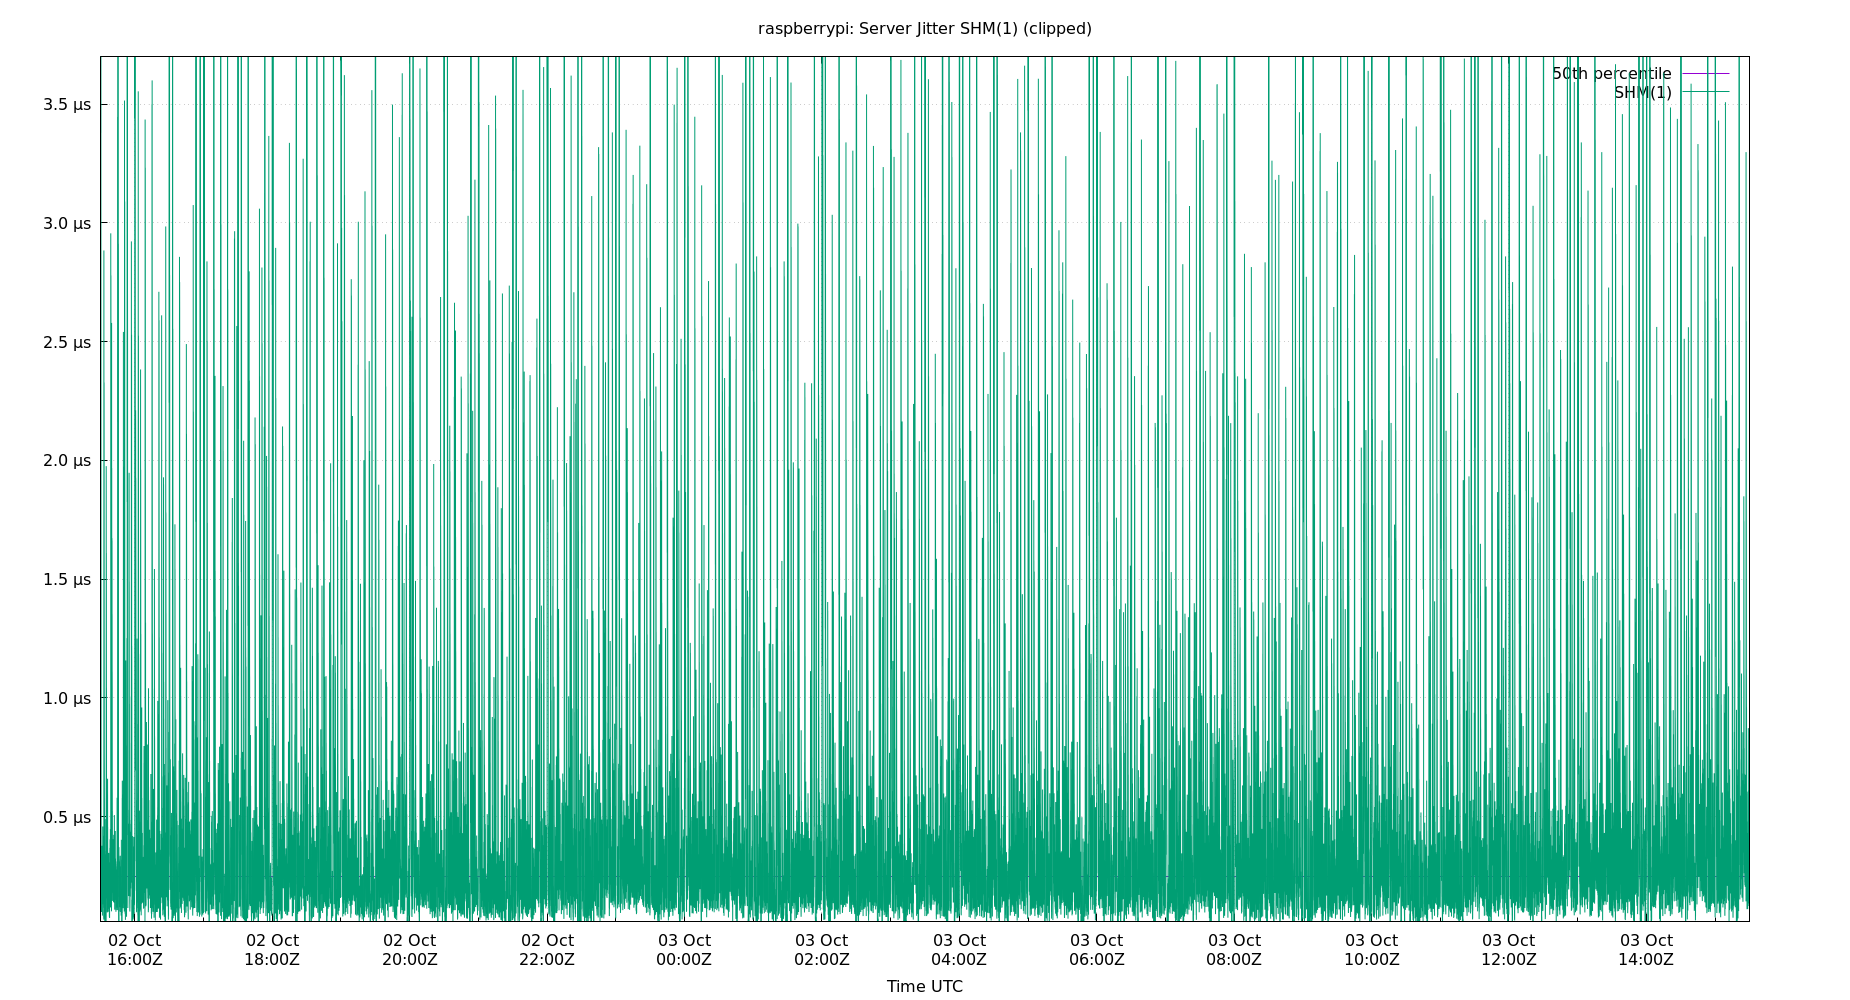 raspberrypi: Server Jitter SHM(1) (clipped)
50th percentile
SHM(1)
3.5 µs
3.0 µs
2.5 µs
2.0 µs
1.5 µs
1.0 µs
0.5 µs
02 Oct 02 Oct 02 Oct 02 Oct 03 Oct 03 Oct 03 Oct 03 Oct 03 Oct 03 Oct 03 Oct 03 Oct
16:00Z 18:00Z 20:00Z 22:00Z 00:00Z 02:00Z 04:00Z 06:00Z 08:00Z 10:00Z 12:00Z 14:00Z
Time UTC